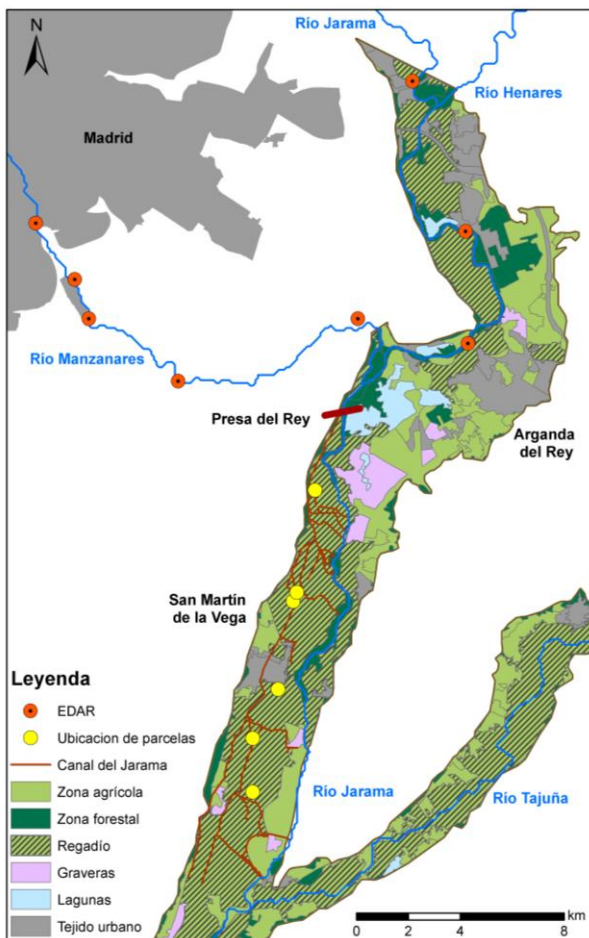 Río Jarama
N
Río Henares
Madrid
Río Manzanares
Presa del Rey
Arganda
del Rey
San Martín
de la Vega
Leyenda
EDAR
Ubicacion de parcelas
Canal del Jarama
Zona agrícola
Zona forestal
Regadío
Graveras
Lagunas
Tejido urbano
Río Jarama
Río Tajuña
km
0 2 4 8